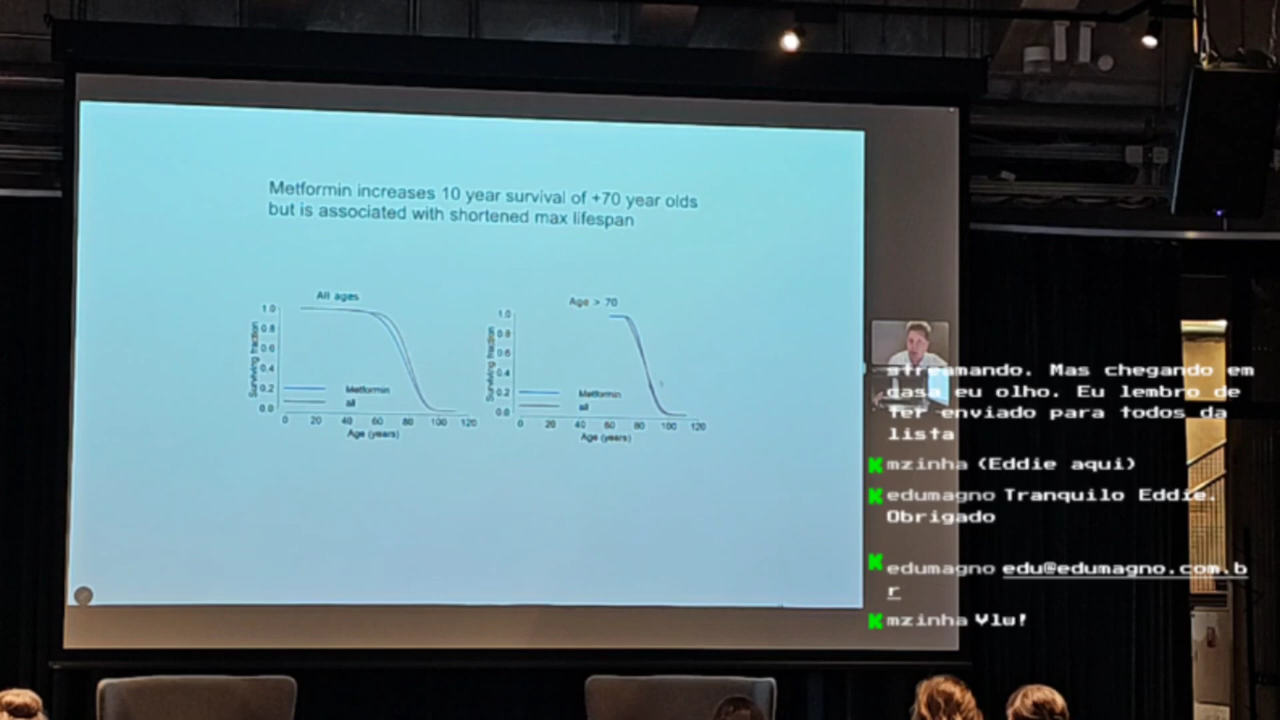 Metformin increases 10 year survival of +70 year olds
but is associated with shortened max lifespan
All ages
Surviving fraction
1.0
0.8
0.6
0.4
0.2
0.0
Metformin
all
0 20 40 60 80 100 120
Age (years)
Age > 70
Surviving fraction
1.0
0.8
0.6
0.4
0.2
0.0
Metformin
all
0 20 40 60 80 100 120
Age (years)
streamando. Mas chegando em
casa eu olho. Eu lembro de
ter enviado para todos da
lista
mzinha (Eddie aqui)
edumagno Tranquilo Eddie.
Obrigado
edumagno edu@edumagno.com.b
r
mzinha Vlw!